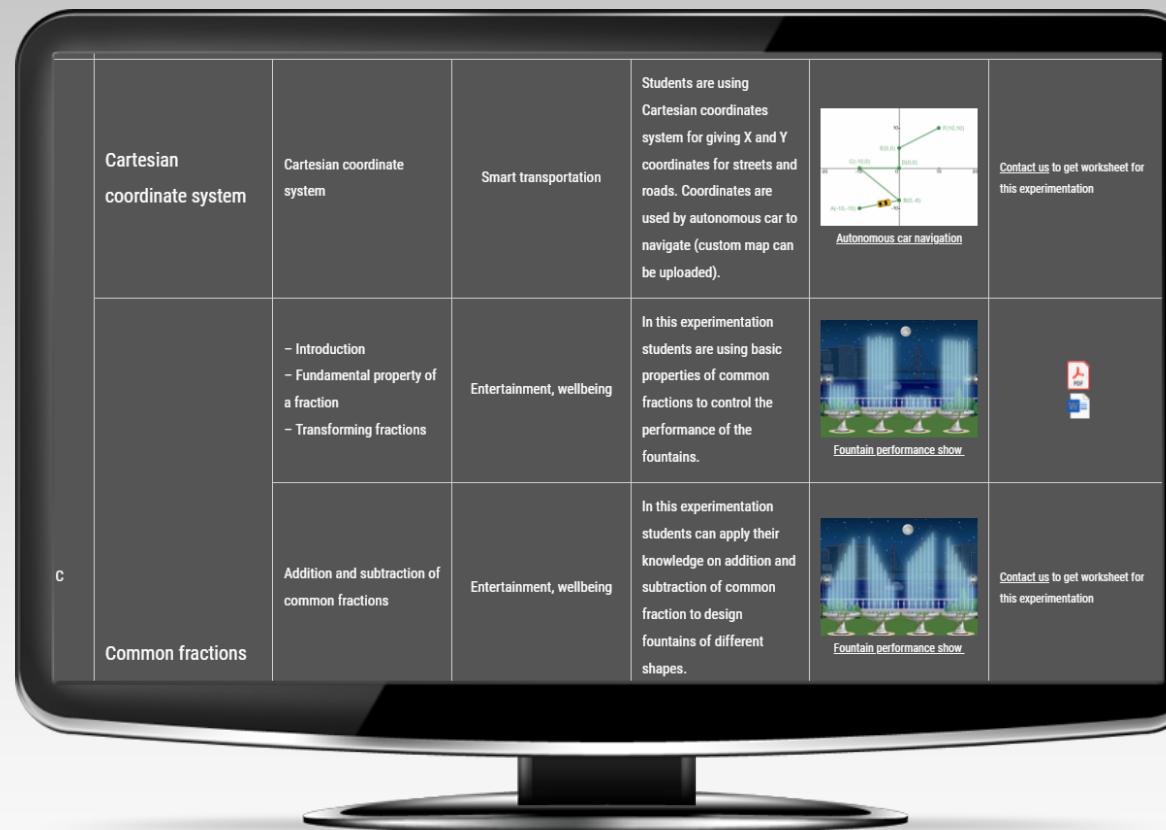 C
Cartesian
coordinate system
Cartesian coordinate
system
Smart transportation
Students are using
Cartesian coordinates
system for giving X and Y
coordinates for streets and
roads. Coordinates are
used by autonomous car to
navigate (custom map can
be uploaded).
Autonomous car navigation
Contact us to get worksheet for
this experimentation
Common fractions
– Introduction
– Fundamental property of
a fraction
– Transforming fractions
Entertainment, wellbeing
In this experimentation
students are using basic
properties of common
fractions to control the
performance of the
fountains.
Fountain performance show
PDF
W
Addition and subtraction of
common fractions
Entertainment, wellbeing
In this experimentation
students can apply their
knowledge on addition and
subtraction of common
fraction to design
fountains of different
shapes.
Fountain performance show
Contact us to get worksheet for
this experimentation